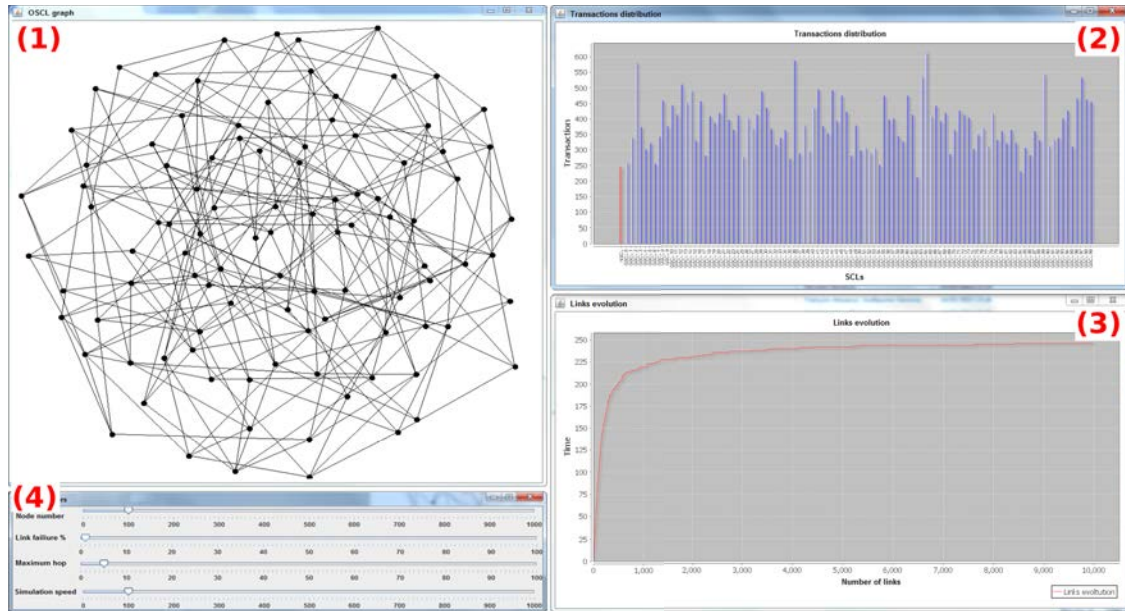 OSCL graph
(1)
Transactions distribution
(2)
Transactions distribution
600
550
500
450
400
350
300
250
200
150
100
50
0
Transaction
SCLs
Links evolution
(3)
Links evolution
250
225
200
175
150
125
100
75
50
25
0
Time
0 1,000 2,000 3,000 4,000 5,000 6,000 7,000 8,000 9,000 10,000
Number of links
Links evoltution
(4)
Node number
0 100 200 300 400 500 600 700 800 900 1000
Link faillure %
0 10 20 30 40 50 60 70 80 90 100
Maximum hop
0 10 20 30 40 50 60 70 80 90 100
Simulation speed
0 100 200 300 400 500 600 700 800 900 1000